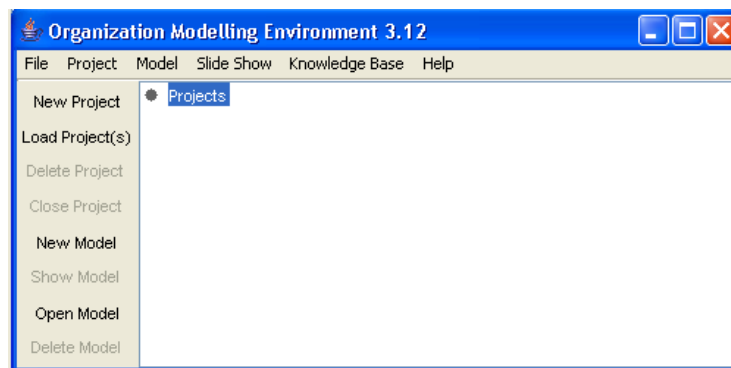 Organization Modelling Environment 3.12
File Project Model Slide Show Knowledge Base Help
New Project
Projects
Load Project(s)
Delete Project
Close Project
New Model
Show Model
Open Model
Delete Model